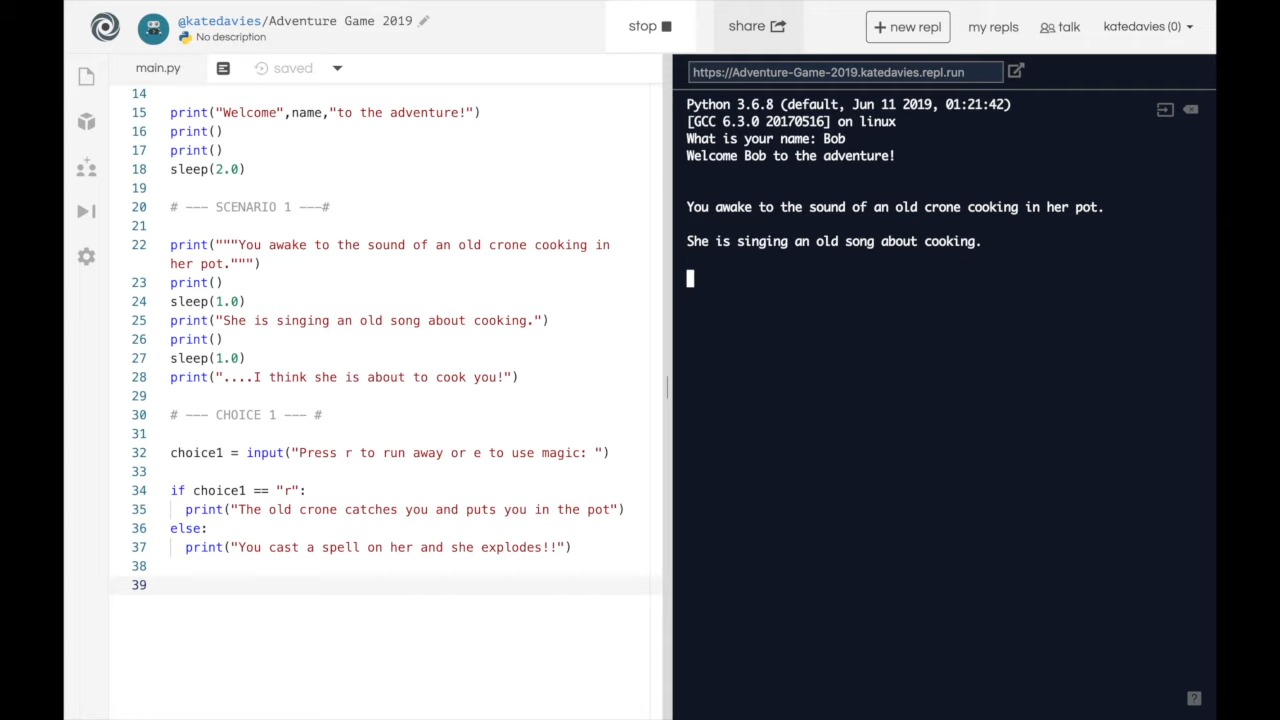 @katedavies/Adventure Game 2019
No description
stop
share
+ new repl
my repls
talk
katedavies (0)
main.py
saved
https://Adventure-Game-2019.katedavies.repl.run
14
15 print("Welcome",name,"to the adventure!")
16 print()
17 print()
18 sleep(2.0)
19
20 # --- SCENARIO 1 ---#
21
22 print("""You awake to the sound of an old crone cooking in
her pot.""")
23 print()
24 sleep(1.0)
25 print("She is singing an old song about cooking.")
26 print()
27 sleep(1.0)
28 print("....I think she is about to cook you!")
29
30 # --- CHOICE 1 --- #
31
32 choice1 = input("Press r to run away or e to use magic: ")
33
34 if choice1 == "r":
35 print("The old crone catches you and puts you in the pot")
36 else:
37 print("You cast a spell on her and she explodes!!")
38
39
Python 3.6.8 (default, Jun 11 2019, 01:21:42)
[GCC 6.3.0 20170516] on linux
What is your name: Bob
Welcome Bob to the adventure!
You awake to the sound of an old crone cooking in her pot.
She is singing an old song about cooking.
?